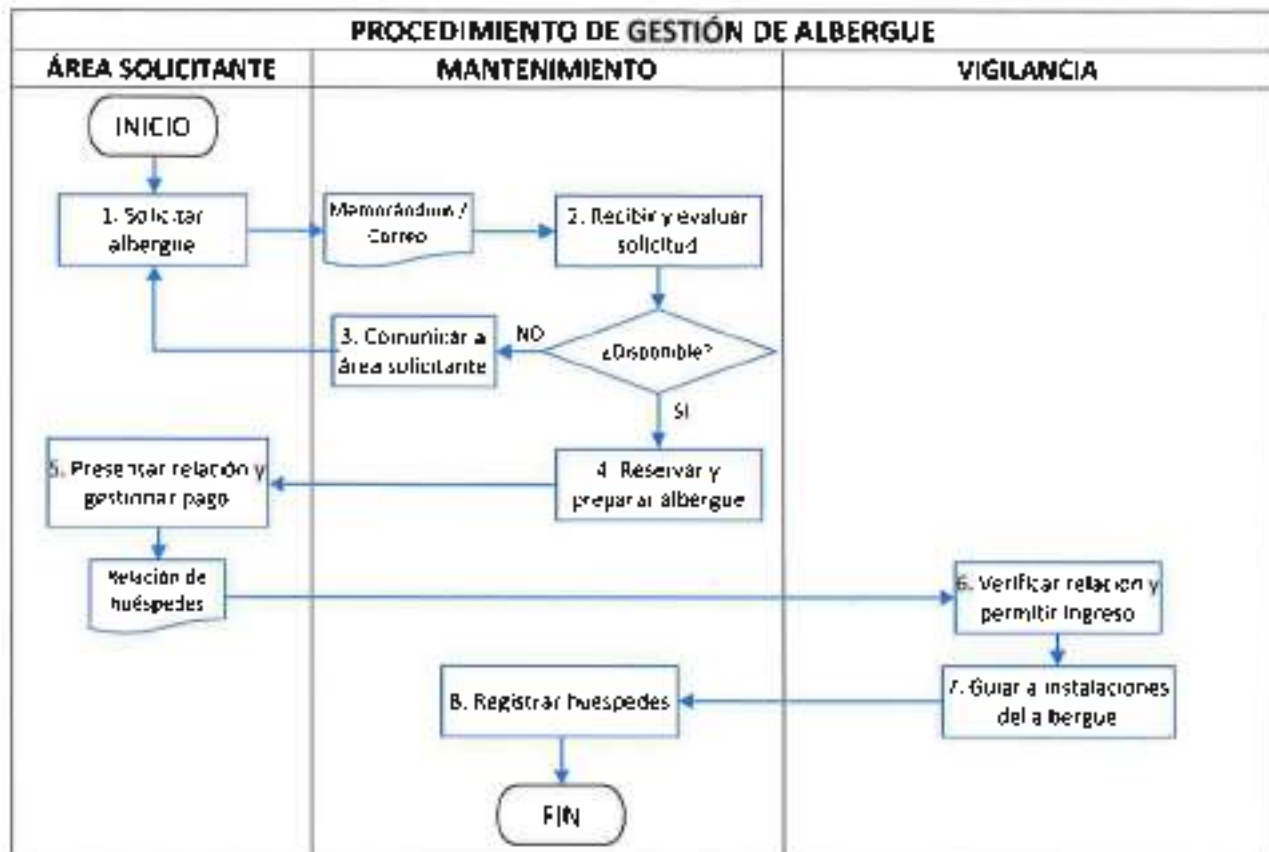 PROCEDIMIENTO DE GESTIÓN DE ALBERGUE
ÁREA SOLICITANTE
MANTENIMIENTO
VIGILANCIA
INICIO
1. Solicitar
albergue
Memorándum /
Correo
2. Recibir y evaluar
solicitud
3. Comunicar a
área solicitante
NO
¿Disponible?
SI
5. Presentar relación y
gestionar pago
4. Reservar y
preparar albergue
Relación de
huéspedes
6. Verificar relación y
permitir ingreso
8. Registrar huéspedes
7. Guiar a instalaciones
del albergue
FIN